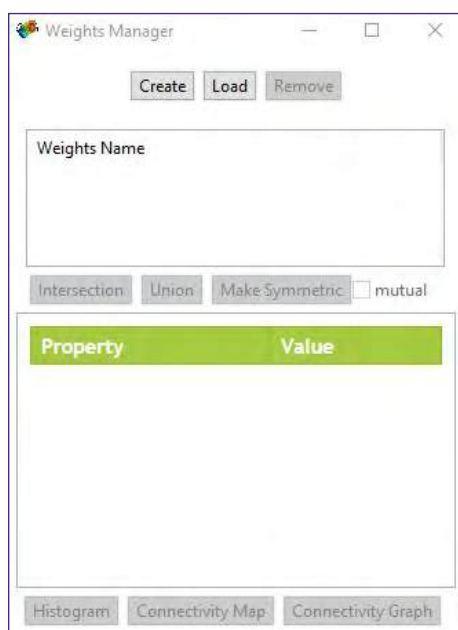 Weights Manager
Create Load Remove
Weights Name
Intersection Union Make Symmetric mutual
Property Value
Histogram Connectivity Map Connectivity Graph